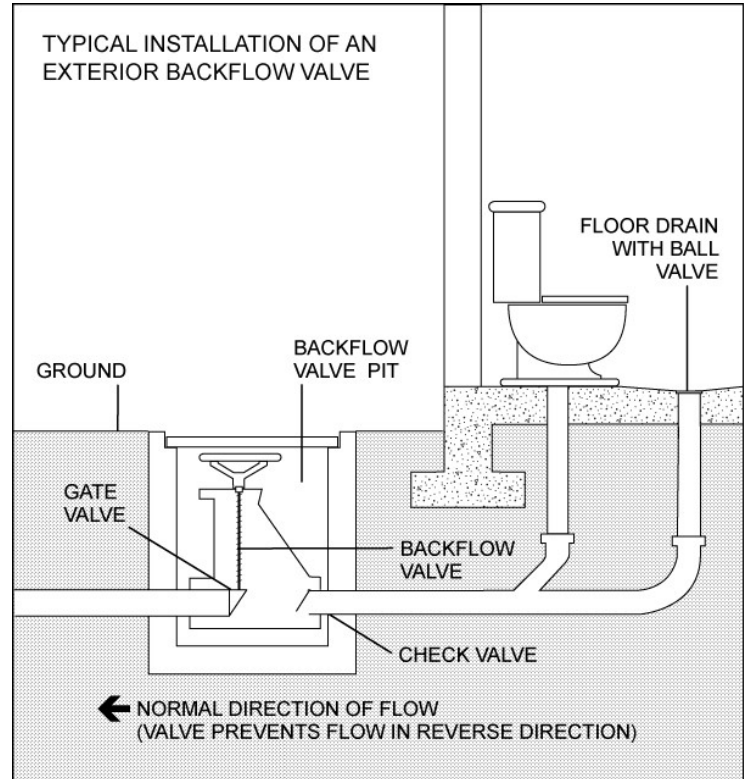 TYPICAL INSTALLATION OF AN
EXTERIOR BACKFLOW VALVE
FLOOR DRAIN
WITH BALL
VALVE
BACKFLOW
VALVE PIT
GROUND
GATE
VALVE
BACKFLOW
VALVE
CHECK VALVE
NORMAL DIRECTION OF FLOW
(VALVE PREVENTS FLOW IN REVERSE DIRECTION)